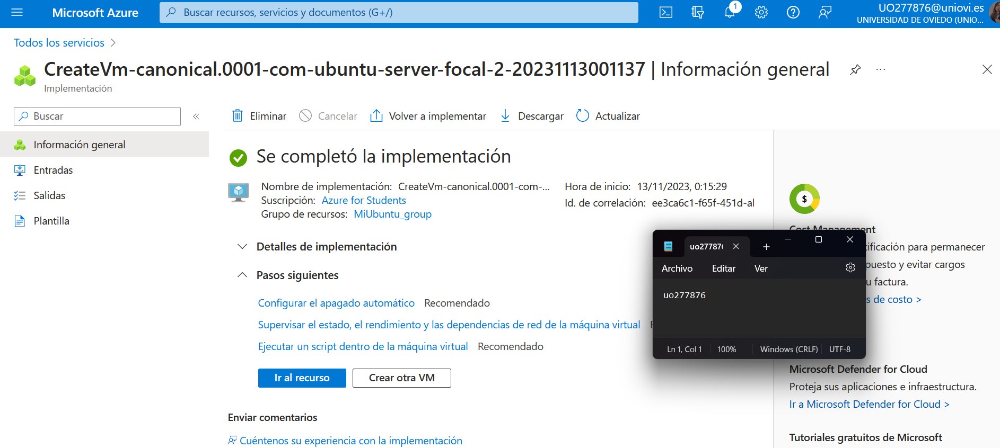 Microsoft Azure
Buscar recursos, servicios y documentos (G+/)
1
UO277876@uniovi.es
UNIVERSIDAD DE OVIEDO (UNIO...
Todos los servicios >
CreateVm-canonical.0001-com-ubuntu-server-focal-2-20231113001137 | Información general
Implementación
Buscar
Información general
Entradas
Salidas
Plantilla
Eliminar
Cancelar
Volver a implementar
Descargar
Actualizar
Se completó la implementación
Nombre de implementación: CreateVm-canonical.0001-com-...
Suscripción: Azure for Students
Grupo de recursos: MiUbuntu_group
Hora de inicio: 13/11/2023, 0:15:29
Id. de correlación: ee3ca6c1-f65f-451d-al
Detalles de implementación
Pasos siguientes
Configurar el apagado automático Recomendado
Supervisar el estado, el rendimiento y las dependencias de red de la máquina virtual
Ejecutar un script dentro de la máquina virtual Recomendado
Ir al recurso
Crear otra VM
Enviar comentarios
Cuéntenos su experiencia con la implementación
$
Cost Management
para permanecer
y evitar cargos
factura.
de costo >
uo27787
Archivo
Editar
Ver
uo277876
Ln 1, Col 1
100%
Windows (CRLF)
UTF-8
Microsoft Defender for Cloud
Proteja sus aplicaciones e infraestructura.
Ir a Microsoft Defender for Cloud >
Tutoriales gratuitos de Microsoft